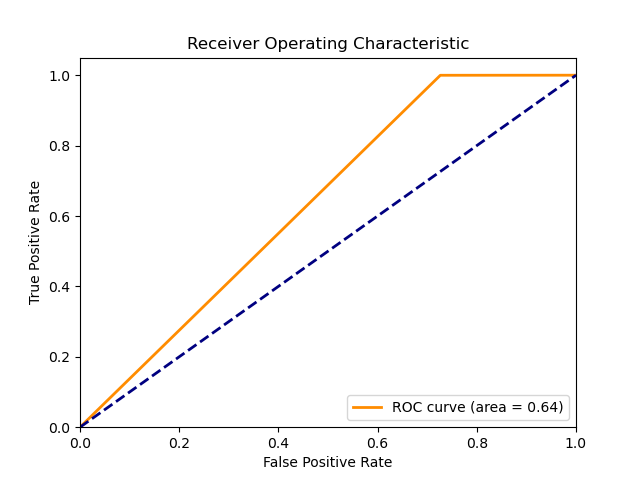 Receiver Operating Characteristic
1.0
0.8
0.6
0.4
0.2
0.0
True Positive Rate
ROC curve (area = 0.64)
0.0 0.2 0.4 0.6 0.8 1.0
False Positive Rate